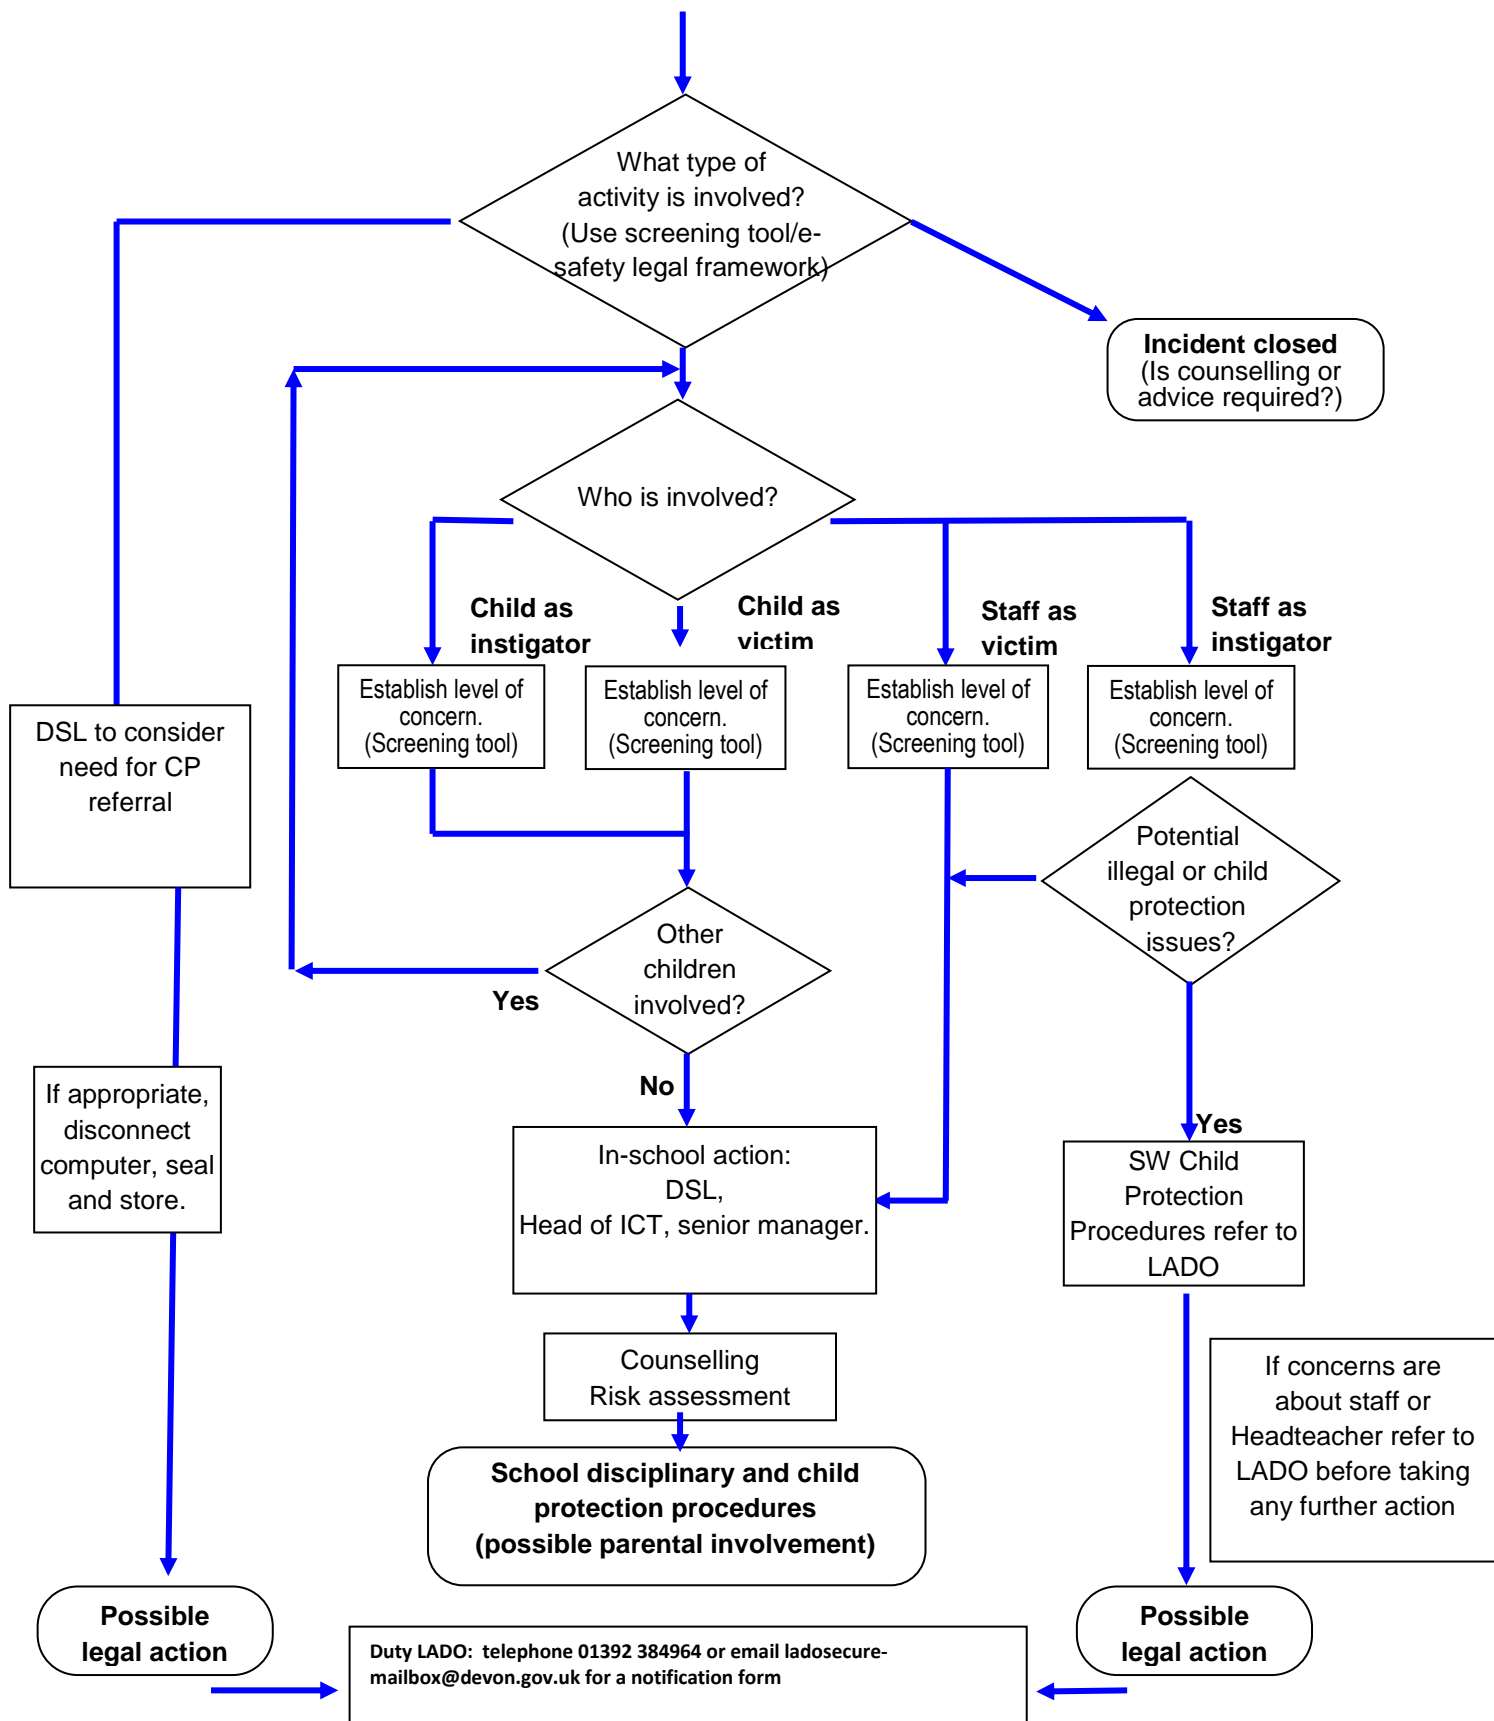 What type of
activity is involved?
(Use screening tool/e-
safety legal framework)
Incident closed
(Is counselling or
advice required?)
Who is involved?
Child as
instigator
Child as
victim
Staff as
victim
Staff as
instigator
Establish level of
concern.
(Screening tool)
Establish level of
concern.
(Screening tool)
Establish level of
concern.
(Screening tool)
Establish level of
concern.
(Screening tool)
DSL to consider
need for CP
referral
Potential
illegal or child
protection
issues?
Other
children
involved?
Yes
No
If appropriate,
disconnect
computer, seal
and store.
In-school action:
DSL,
Head of ICT, senior manager.
Yes
SW Child
Protection
Procedures refer to
LADO
Counselling
Risk assessment
If concerns are
about staff or
Headteacher refer to
LADO before taking
any further action
School disciplinary and child
protection procedures
(possible parental involvement)
Possible
legal action
Possible
legal action
Duty LADO: telephone 01392 384964 or email ladosecure-
mailbox@devon.gov.uk for a notification form